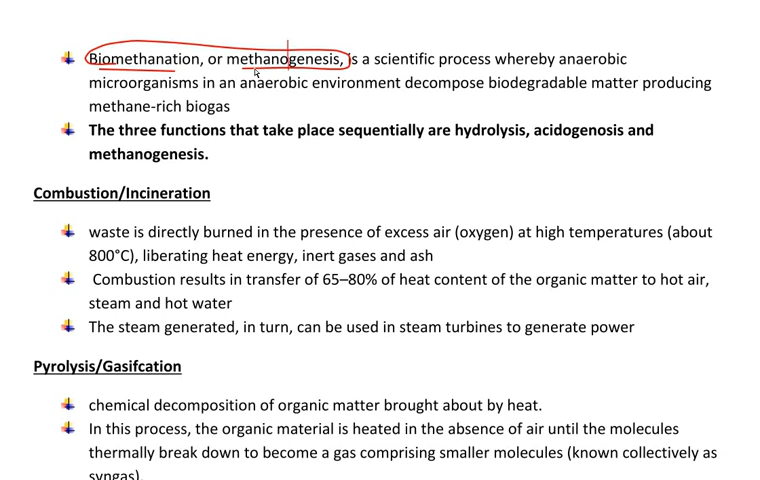 Biomethanation, or methanogenesis, is a scientific process whereby anaerobic
microorganisms in an anaerobic environment decompose biodegradable matter producing
methane-rich biogas
The three functions that take place sequentially are hydrolysis, acidogenosis and
methanogenesis.
Combustion/Incineration
waste is directly burned in the presence of excess air (oxygen) at high temperatures (about
800°C), liberating heat energy, inert gases and ash
Combustion results in transfer of 65–80% of heat content of the organic matter to hot air,
steam and hot water
The steam generated, in turn, can be used in steam turbines to generate power
Pyrolysis/Gasifcation
chemical decomposition of organic matter brought about by heat.
In this process, the organic material is heated in the absence of air until the molecules
thermally break down to become a gas comprising smaller molecules (known collectively as
syngas).